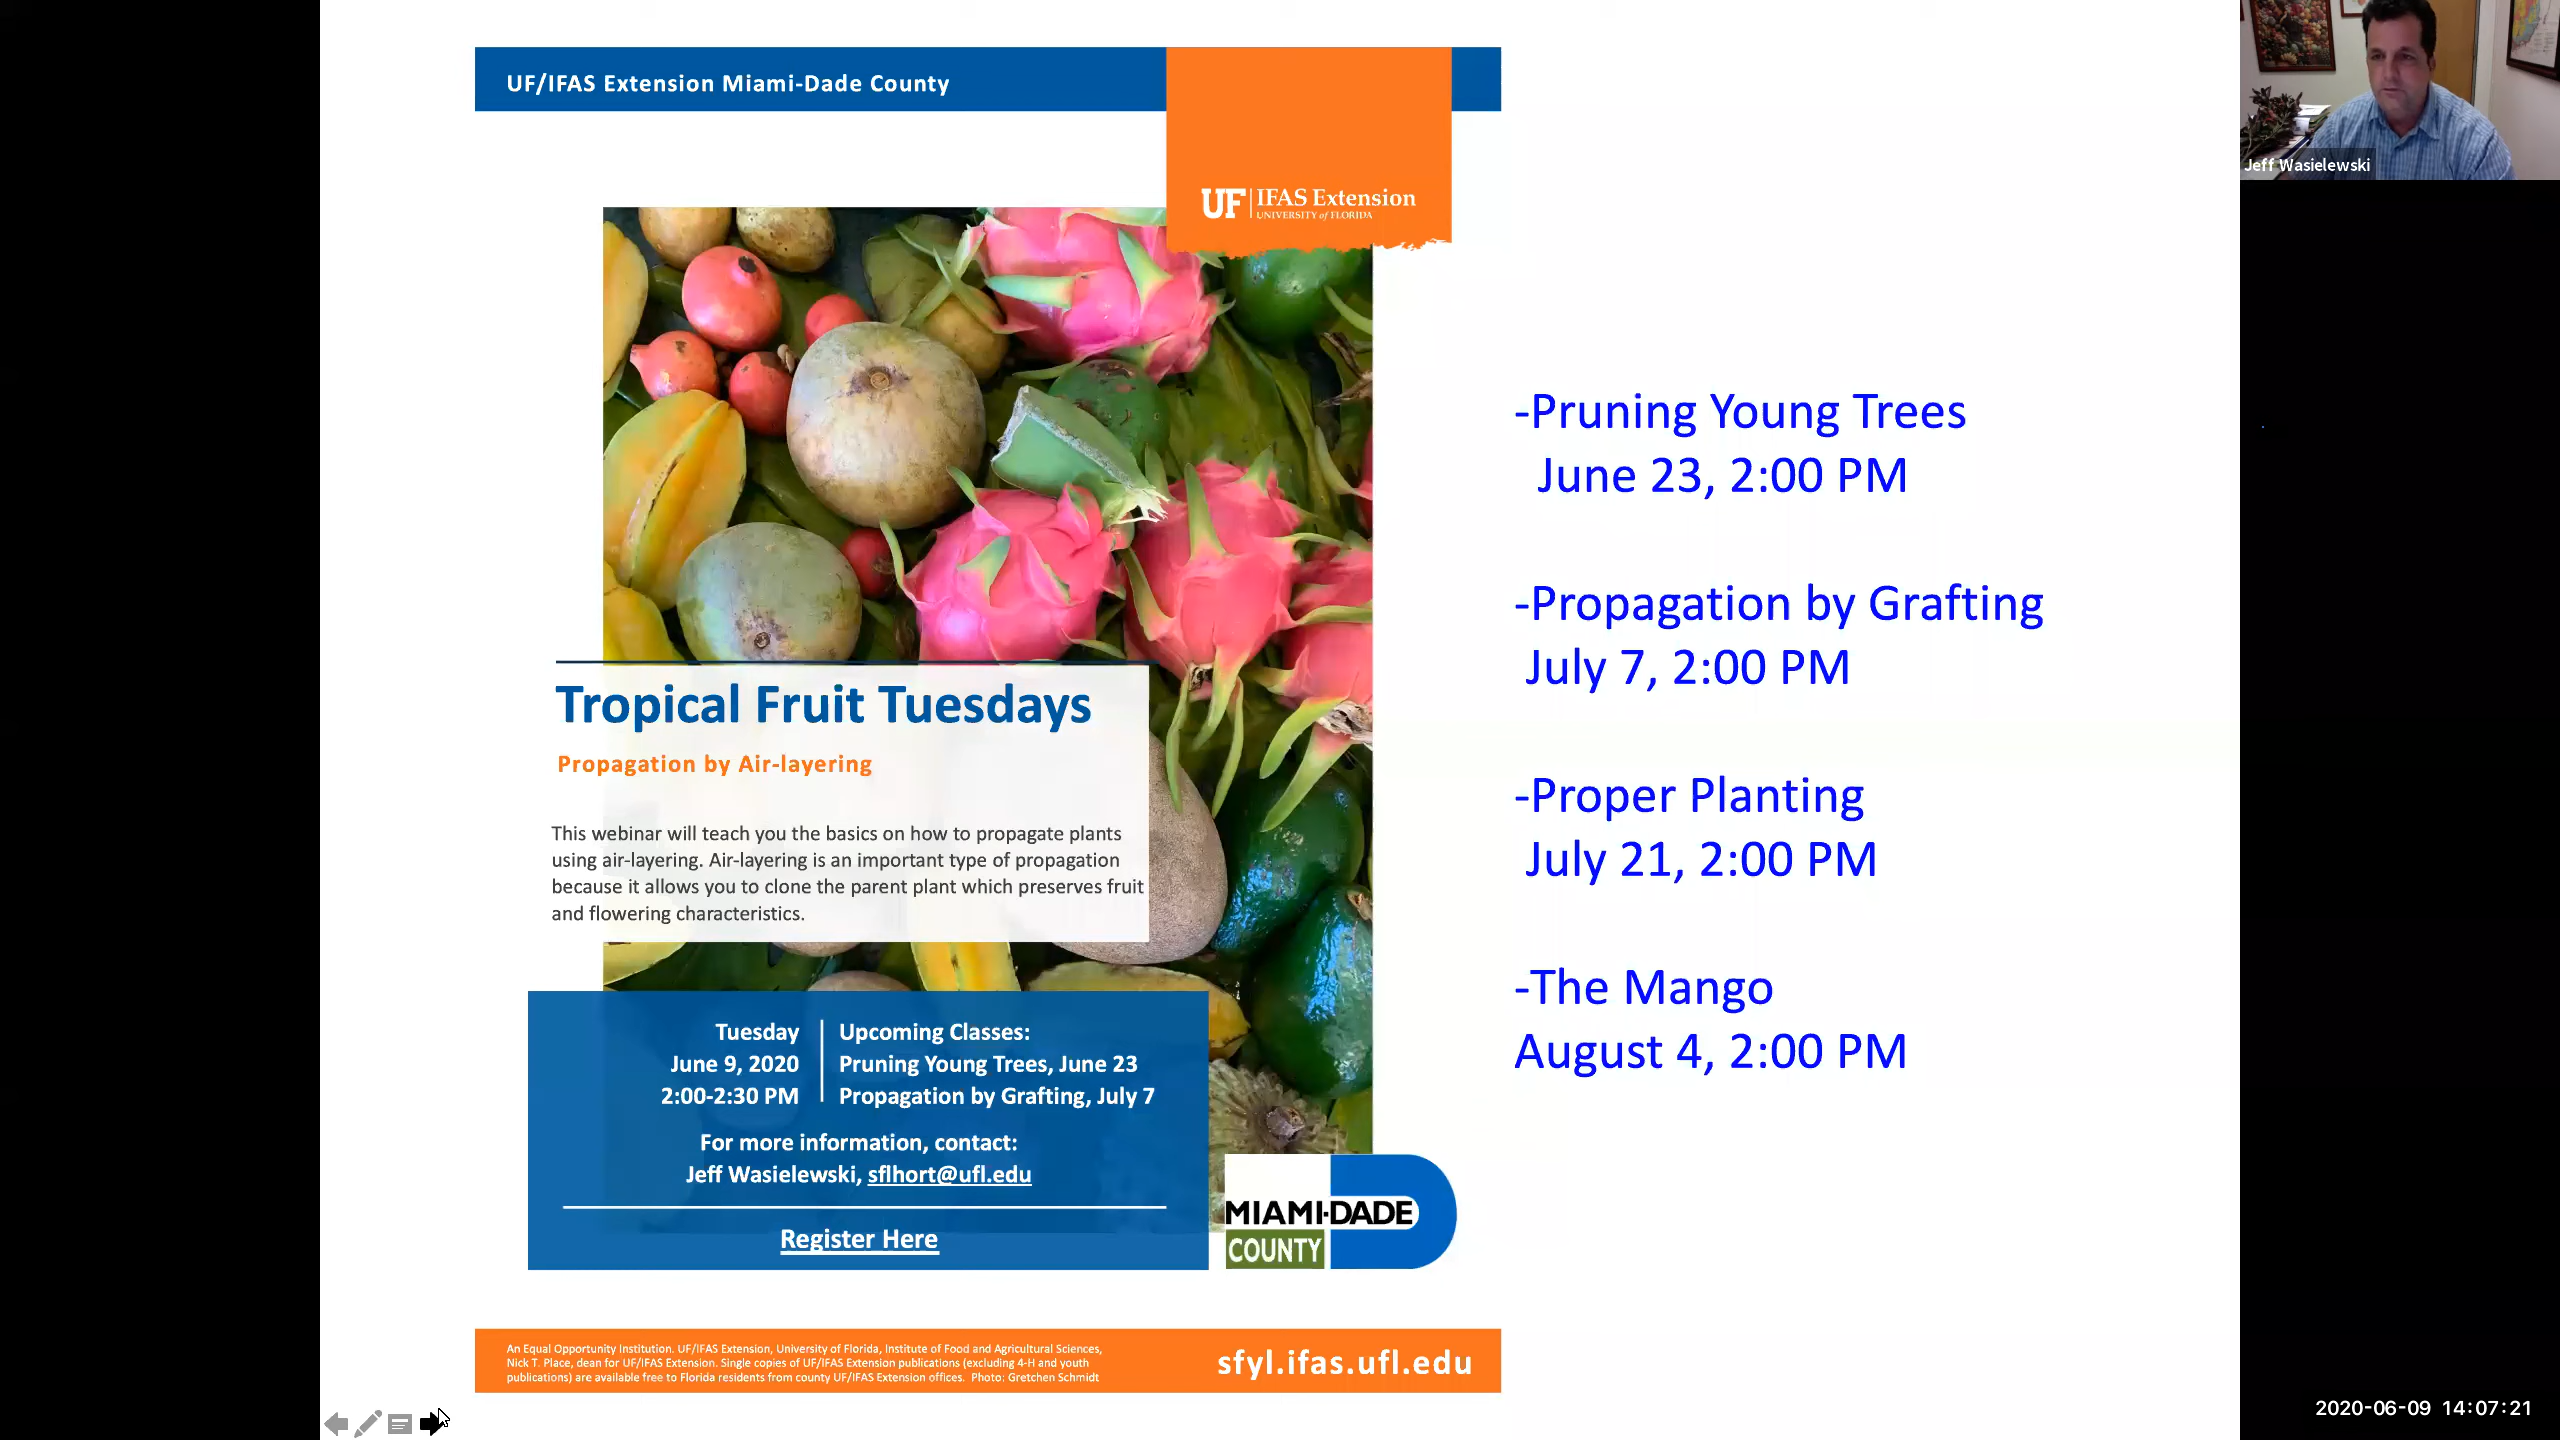 UF/IFAS Extension Miami-Dade County
UF IFAS Extension
UNIVERSITY of FLORIDA
Jeff Wasielewski
Tropical Fruit Tuesdays
Propagation by Air-layering
This webinar will teach you the basics on how to propagate plants
using air-layering. Air-layering is an important type of propagation
because it allows you to clone the parent plant which preserves fruit
and flowering characteristics.
Tuesday
June 9, 2020
2:00-2:30 PM
Upcoming Classes:
Pruning Young Trees, June 23
Propagation by Grafting, July 7
For more information, contact:
Jeff Wasielewski, sflhort@ufl.edu
Register Here
MIAMI-DADE
COUNTY
An Equal Opportunity Institution. UF/IFAS Extension, University of Florida, Institute of Food and Agricultural Sciences,
Nick T. Place, dean for UF/IFAS Extension. Single copies of UF/IFAS Extension publications (excluding 4-H and youth
publications) are available free to Florida residents from county UF/IFAS Extension offices. Photo: Gretchen Schmidt
sfyl.ifas.ufl.edu
-Pruning Young Trees
June 23, 2:00 PM
-Propagation by Grafting
July 7, 2:00 PM
-Proper Planting
July 21, 2:00 PM
-The Mango
August 4, 2:00 PM
2020-06-09 14:07:21